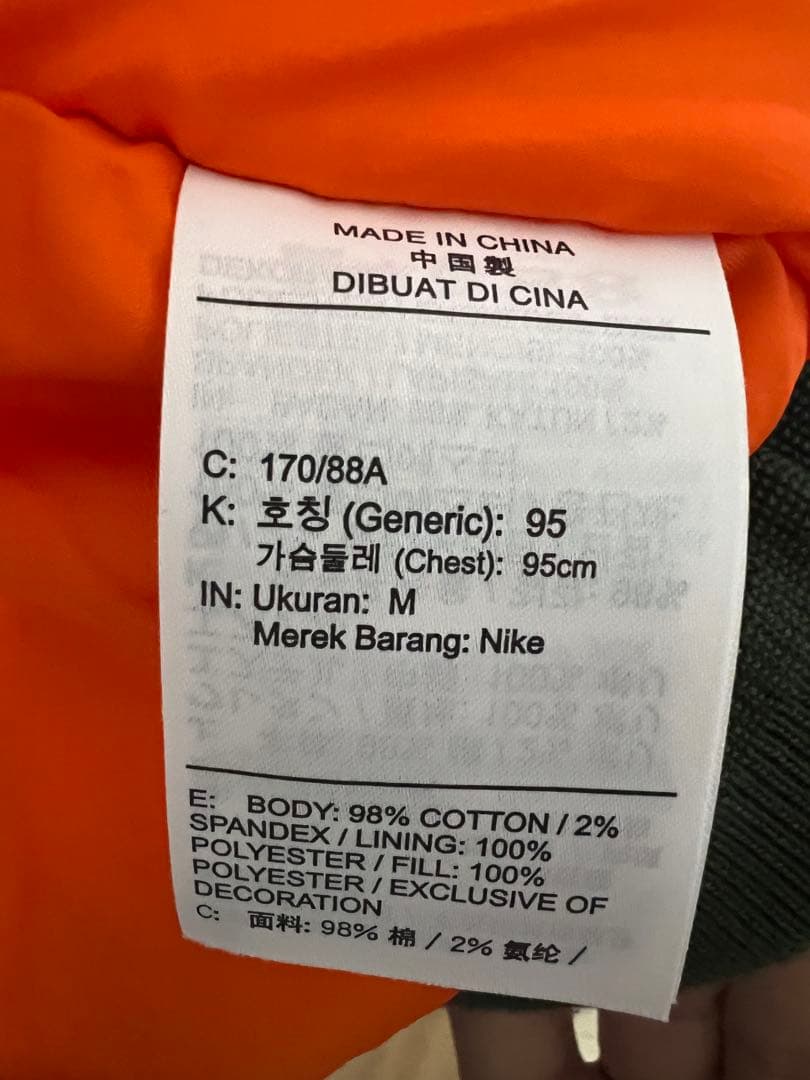 MADE IN CHINA
中国製
DIBUAT DI CINA
C: 170/88A
K: 호칭 (Generic): 95
가슴둘레 (Chest): 95cm
IN: Ukuran: M
Merek Barang: Nike
E: BODY: 98% COTTON / 2%
SPANDEX / LINING: 100%
POLYESTER / FILL: 100%
POLYESTER / EXCLUSIVE OF
DECORATION
C: 面料: 98% 棉 / 2% 氨纶 /